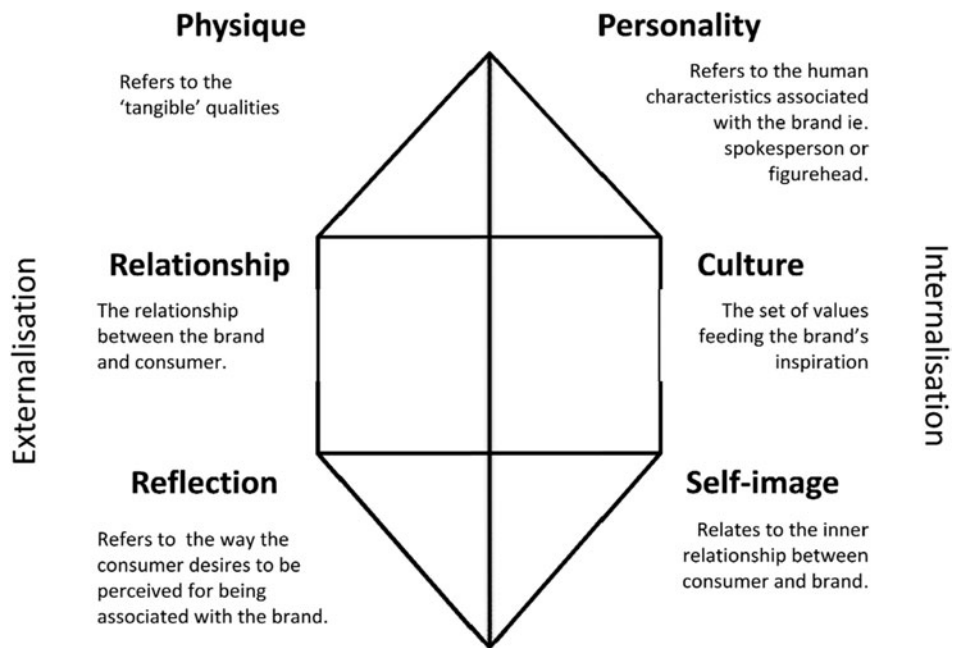 Physique
Refers to the
‘tangible’ qualities
Personality
Refers to the human
characteristics associated
with the brand ie.
spokesperson or
figurehead.
Externalisation
Relationship
The relationship
between the brand
and consumer.
Culture
The set of values
feeding the brand’s
inspiration
Internalisation
Reflection
Refers to the way the
consumer desires to be
perceived for being
associated with the brand.
Self-image
Relates to the inner
relationship between
consumer and brand.